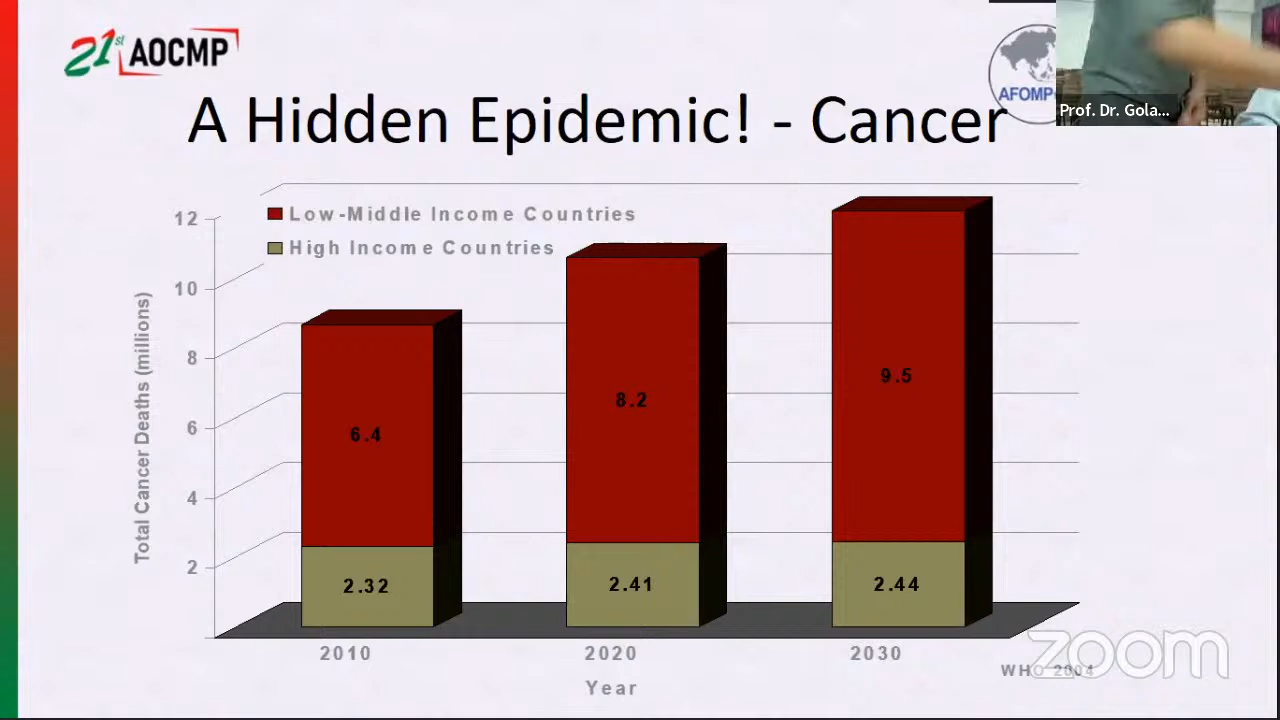 21st AOCMP
AFOMP
Prof. Dr. Gola...
A Hidden Epidemic! - Cancer
Low-Middle Income Countries
High Income Countries
Total Cancer Deaths (millions)
12
10
8
6
4
2
6.4
8.2
9.5
2.32
2.41
2.44
2010
2020
2030
Year
WHO 2004
zoom